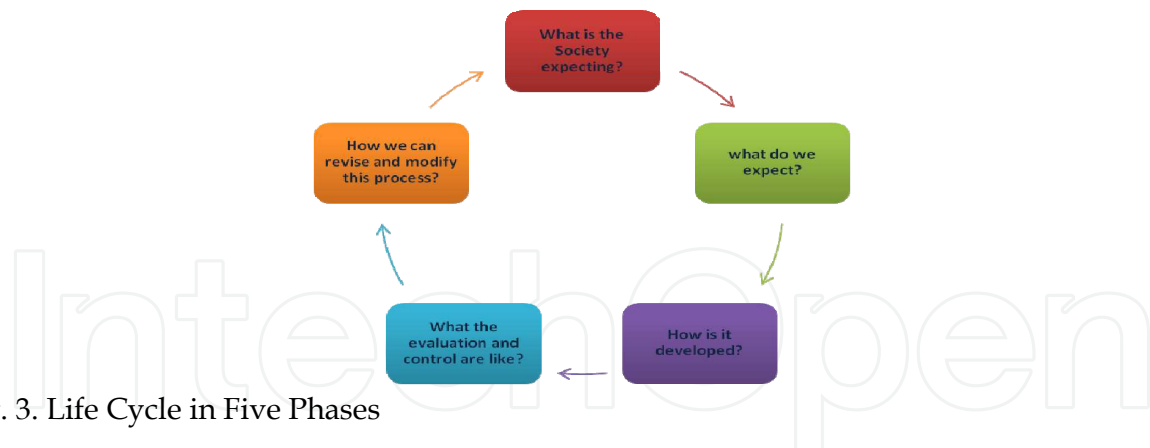 What is the
Society
expecting?
How we can
revise and modify
this process?
what do we
expect?
What the
evaluation and
control are like?
How is it
developed?
IntechOpen
. 3. Life Cycle in Five Phases